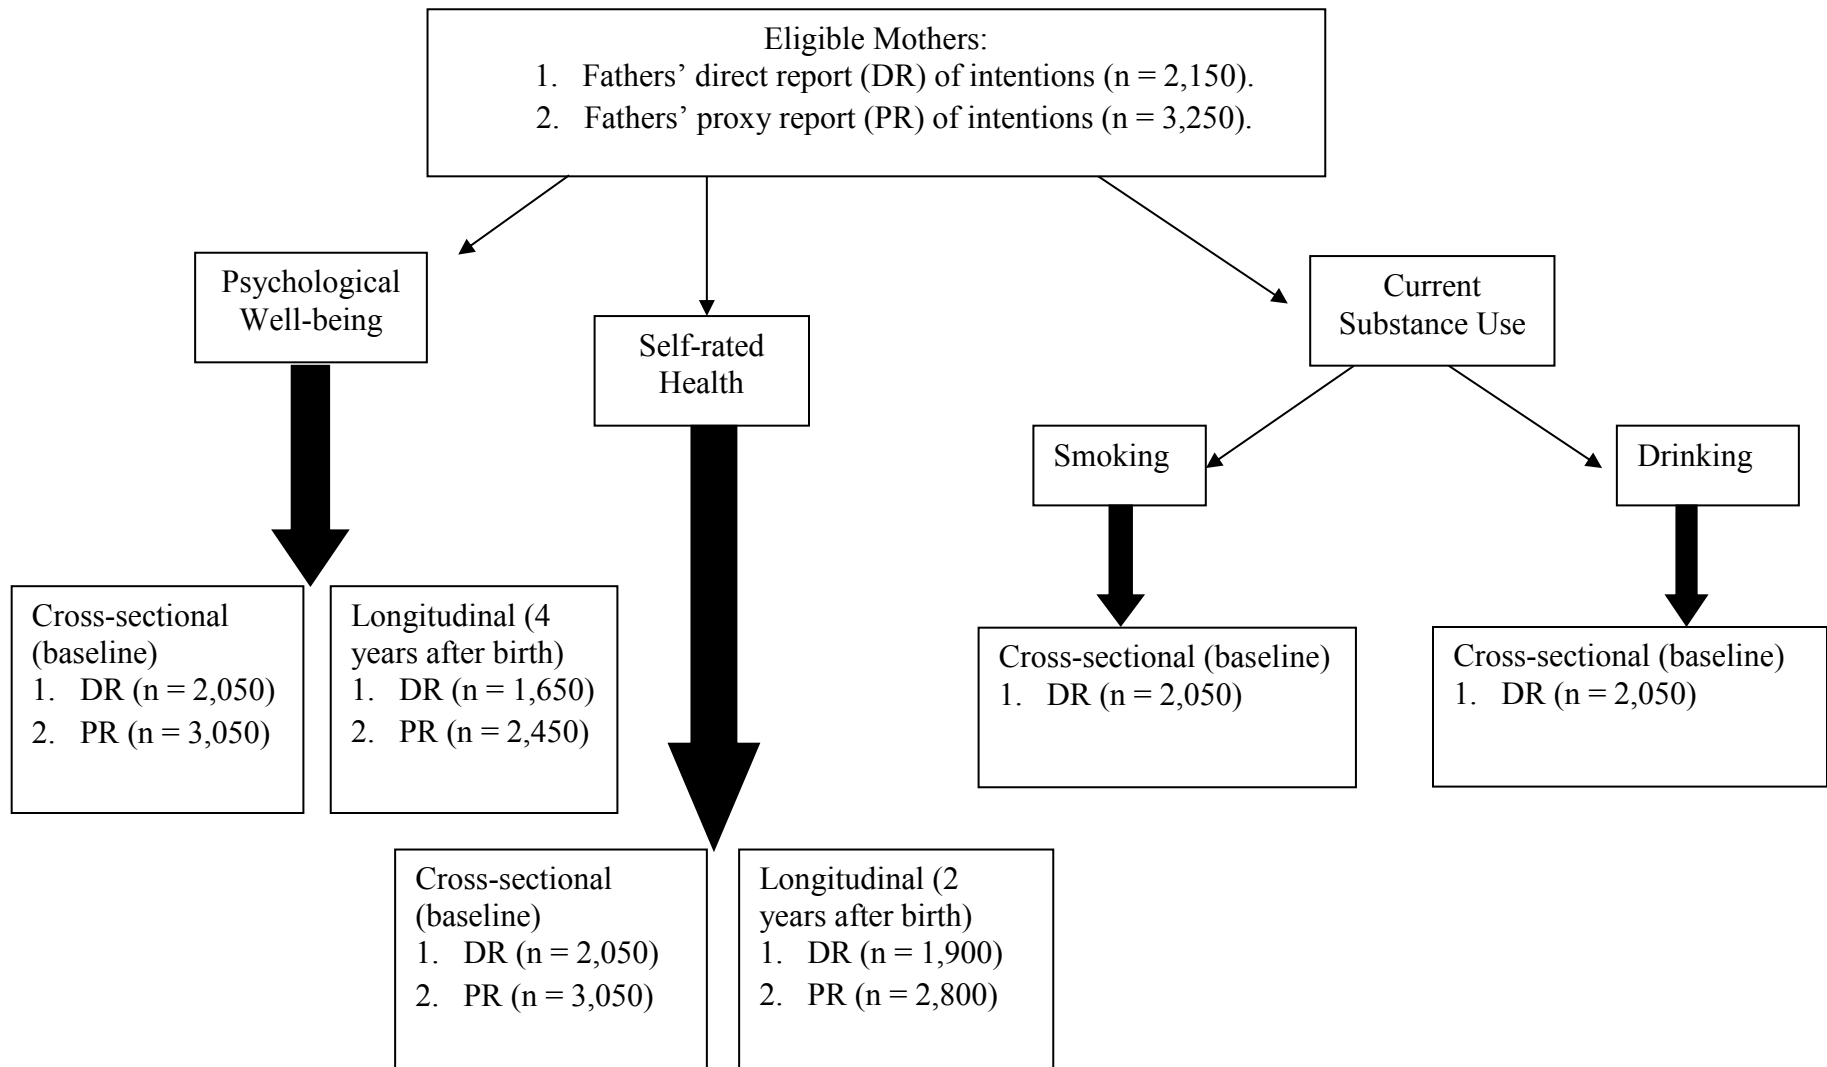 Eligible Mothers:
1. Fathers’ direct report (DR) of intentions (n = 2,150).
2. Fathers’ proxy report (PR) of intentions (n = 3,250).
Psychological
Well-being
Self-rated
Health
Current
Substance Use
Smoking
Drinking
Cross-sectional
(baseline)
1. DR (n = 2,050)
2. PR (n = 3,050)
Longitudinal (4
years after birth)
1. DR (n = 1,650)
2. PR (n = 2,450)
Cross-sectional (baseline)
1. DR (n = 2,050)
Cross-sectional (baseline)
1. DR (n = 2,050)
Cross-sectional
(baseline)
1. DR (n = 2,050)
2. PR (n = 3,050)
Longitudinal (2
years after birth)
1. DR (n = 1,900)
2. PR (n = 2,800)